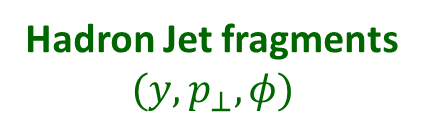 Hadron Jet fragments
(y, p⊥, ϕ)